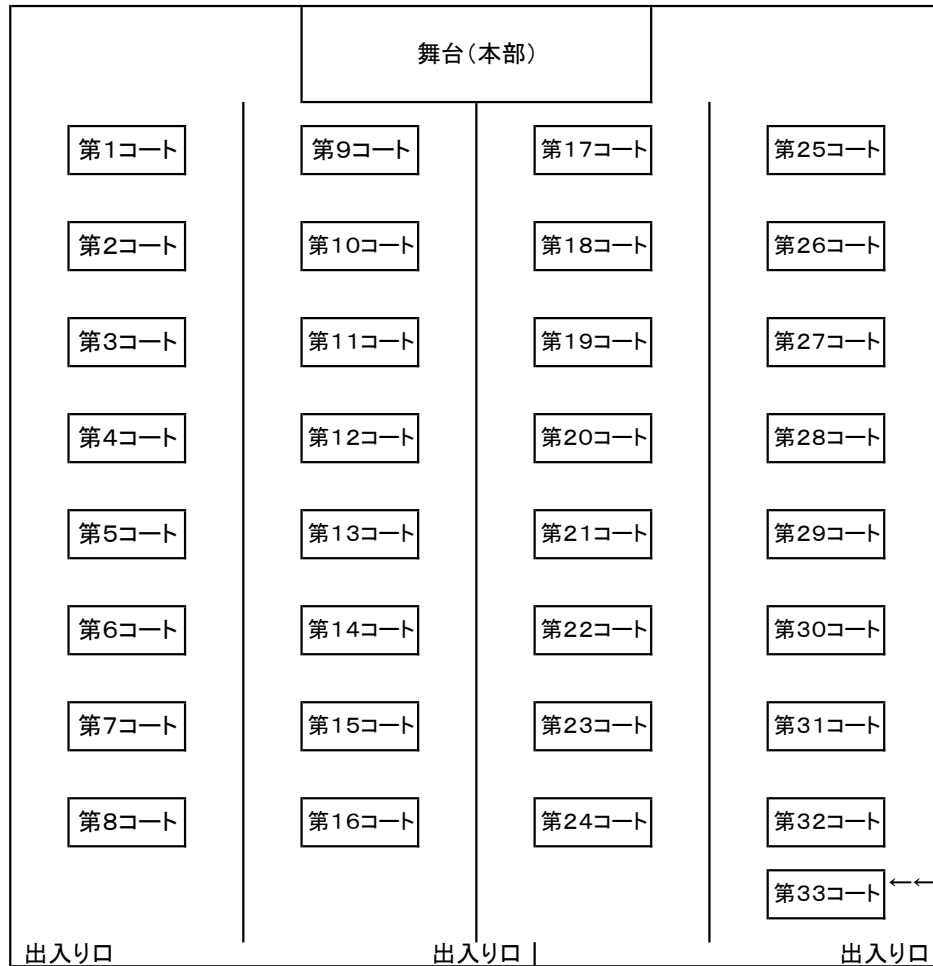 舞台（本部）
第1コート 第9コート 第17コート 第25コート
第2コート 第10コート 第18コート 第26コート
第3コート 第11コート 第19コート 第27コート
第4コート 第12コート 第20コート 第28コート
第5コート 第13コート 第21コート 第29コート
第6コート 第14コート 第22コート 第30コート
第7コート 第15コート 第23コート 第31コート
第8コート 第16コート 第24コート 第32コート
第33コート ←←
出入り口 出入り口 出入り口